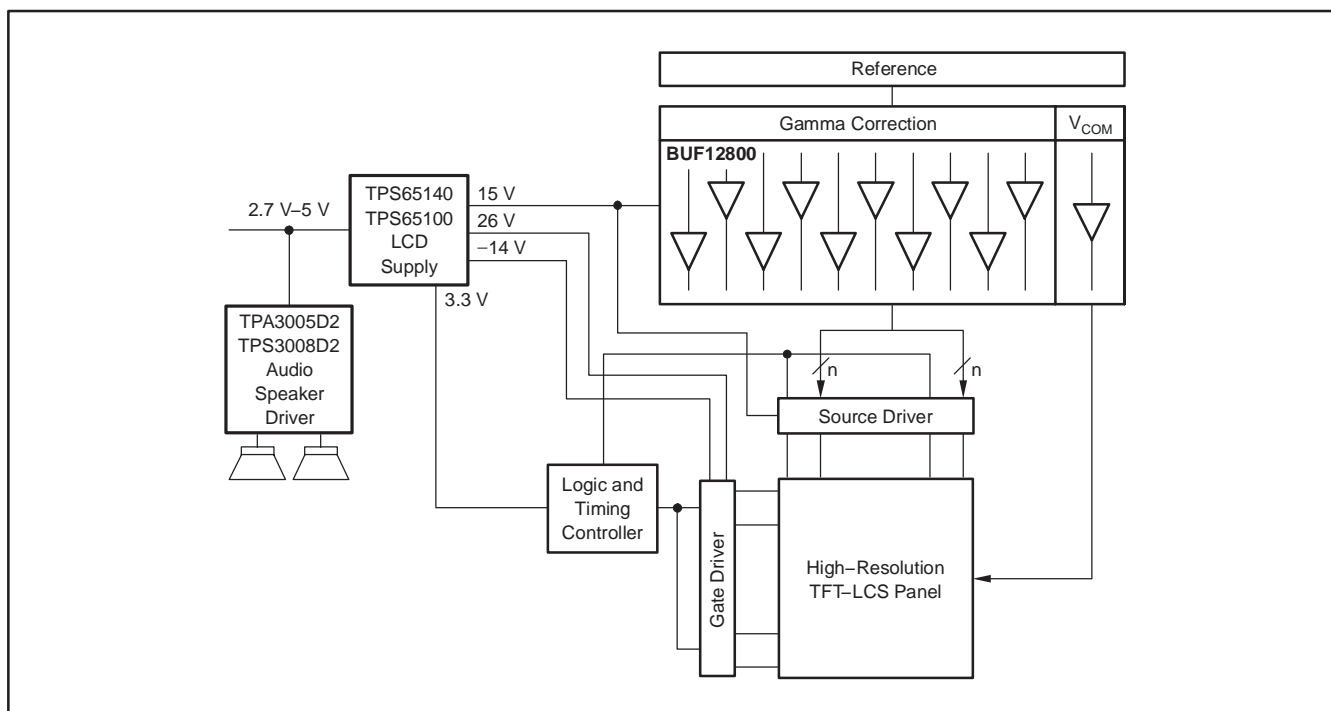 Reference
Gamma Correction
V_COM
BUF12800
2.7 V–5 V
TPS65140
TPS65100
LCD
Supply
15 V
26 V
–14 V
3.3 V
TPA3005D2
TPS3008D2
Audio
Speaker
Driver
n
n
Source Driver
Logic and
Timing
Controller
Gate Driver
High–Resolution
TFT–LCS Panel